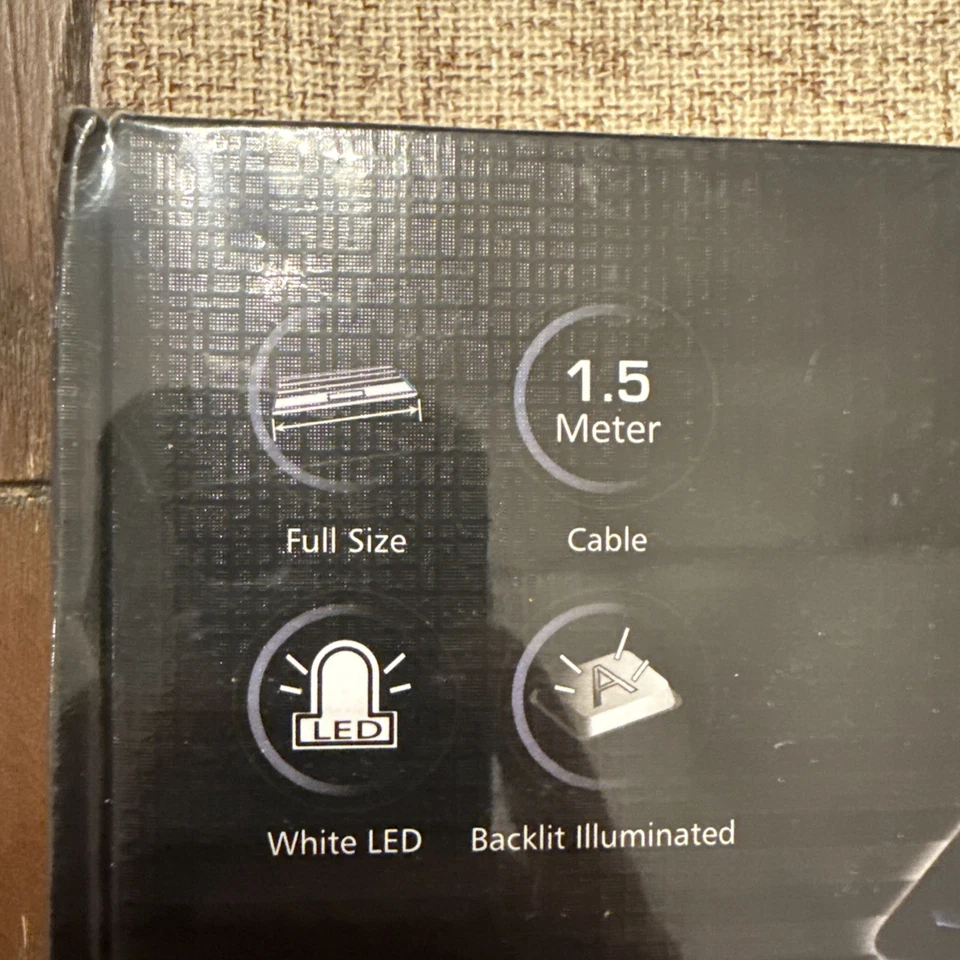 1.5
Meter
Full Size
Cable
LED
A
White LED
Backlit Illuminated